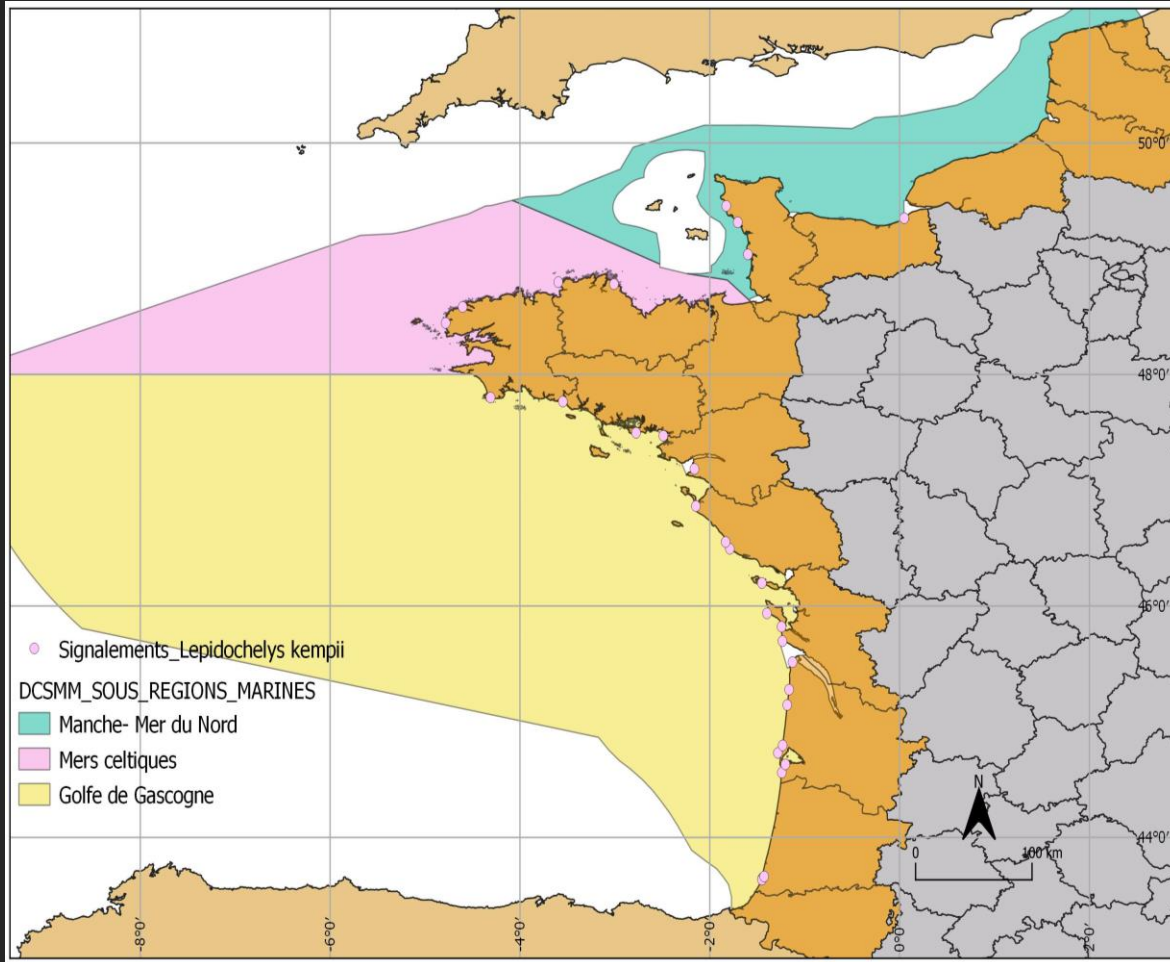 50°0'
48°0'
46°0'
44°0'
Signalements_Lepidochelys kempii
DCSMM_SOUS_REGIONS_MARINES
Manche- Mer du Nord
Mers celtiques
Golfe de Gascogne
N
0 100 km
-8°0' -6°0' -4°0' -2°0' 0°0' 2°0'